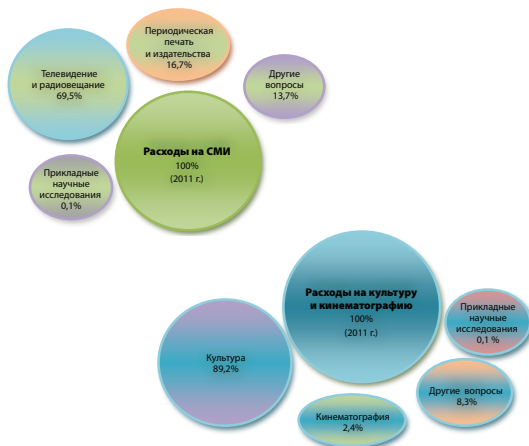 Периодическая
печать
и издательства
16,7%
Телевидение
и радиовещание
69,5%
Другие
вопросы
13,7%
Расходы на СМИ
100%
(2011 г.)
Прикладные
научные
исследования
0,1%
Расходы на культуру
и кинематографию
100%
(2011 г.)
Прикладные
научные
исследования
0,1 %
Культура
89,2%
Другие вопросы
8,3%
Кинематография
2,4%